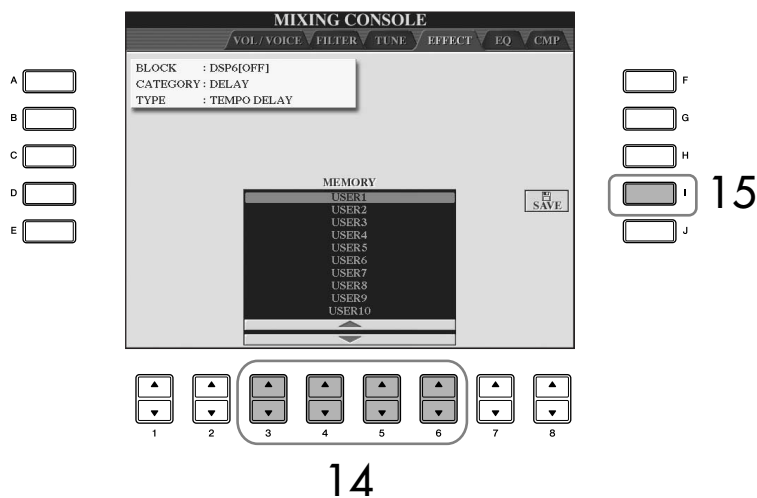 MIXING CONSOLE
VOL/VOICE FILTER TUNE EFFECT EQ CMP
BLOCK : DSP6[OFF]
CATEGORY : DELAY
TYPE : TEMPO DELAY
A
B
C
D
E
F
G
H
I
J
15
MEMORY
USER1
USER2
USER3
USER4
USER5
USER6
USER7
USER8
USER9
USER10
SAVE
1 2 3 4 5 6 7 8
14